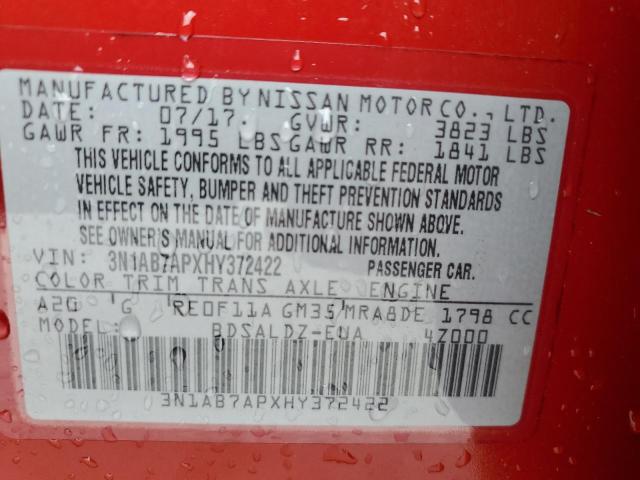 MANUFACTURED BY NISSAN MOTOR CO., LTD.
DATE: 07/17. GVWR: 3823 LBS
GAWR FR: 1995 LBS GAWR RR: 1841 LBS
THIS VEHICLE CONFORMS TO ALL APPLICABLE FEDERAL MOTOR
VEHICLE SAFETY, BUMPER AND THEFT PREVENTION STANDARDS
IN EFFECT ON THE DATE OF MANUFACTURE SHOWN ABOVE.
SEE OWNER'S MANUAL FOR ADDITIONAL INFORMATION.
VIN: 3N1AB7APXHY372422 PASSENGER CAR.
COLOR TRIM TRANS AXLE ENGINE
A20 G RE0F11A GM35 MRA8DE 1798 CC
MODEL: BDSALDZ-EUA 4Z000
3N1AB7APXHY372422